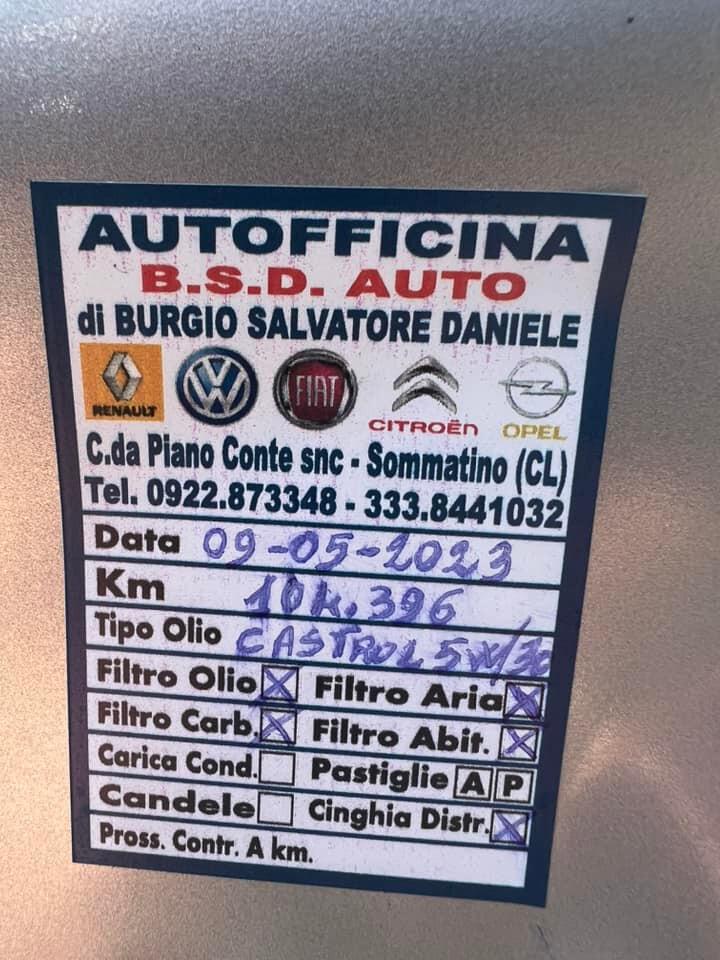 AUTOFFICINA
B.S.D. AUTO
di BURGIO SALVATORE DANIELE
RENAULT FIAT CITROËN OPEL
C.da Piano Conte snc - Sommatino (CL)
Tel. 0922.873348 - 333.8441032
Data 09-05-2023
Km 10k.396
Tipo Olio CASTROL 5W/30
Filtro Olio X Filtro Aria X
Filtro Carb. X Filtro Abit. X
Carica Cond. Pastiglie A P
Candele Cinghia Distr. X
Pross. Contr. A km.